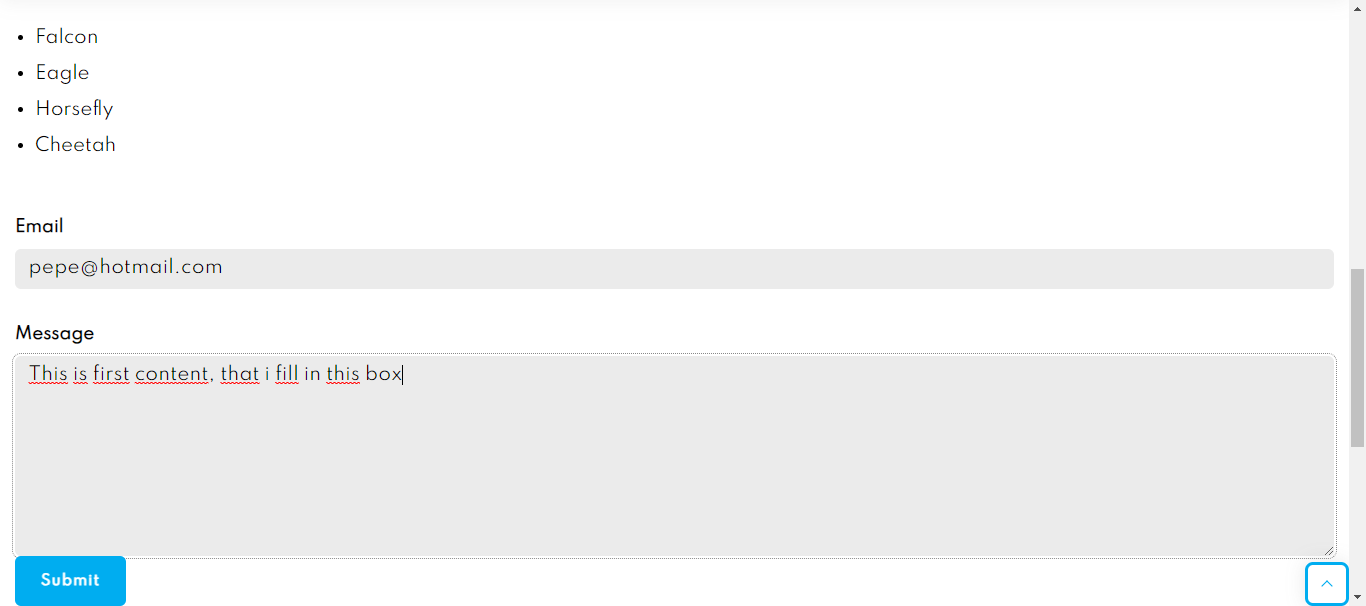 Falcon
Eagle
Horsefly
Cheetah
Email
pepe@hotmail.com
Message
This is first content, that i fill in this box
Submit